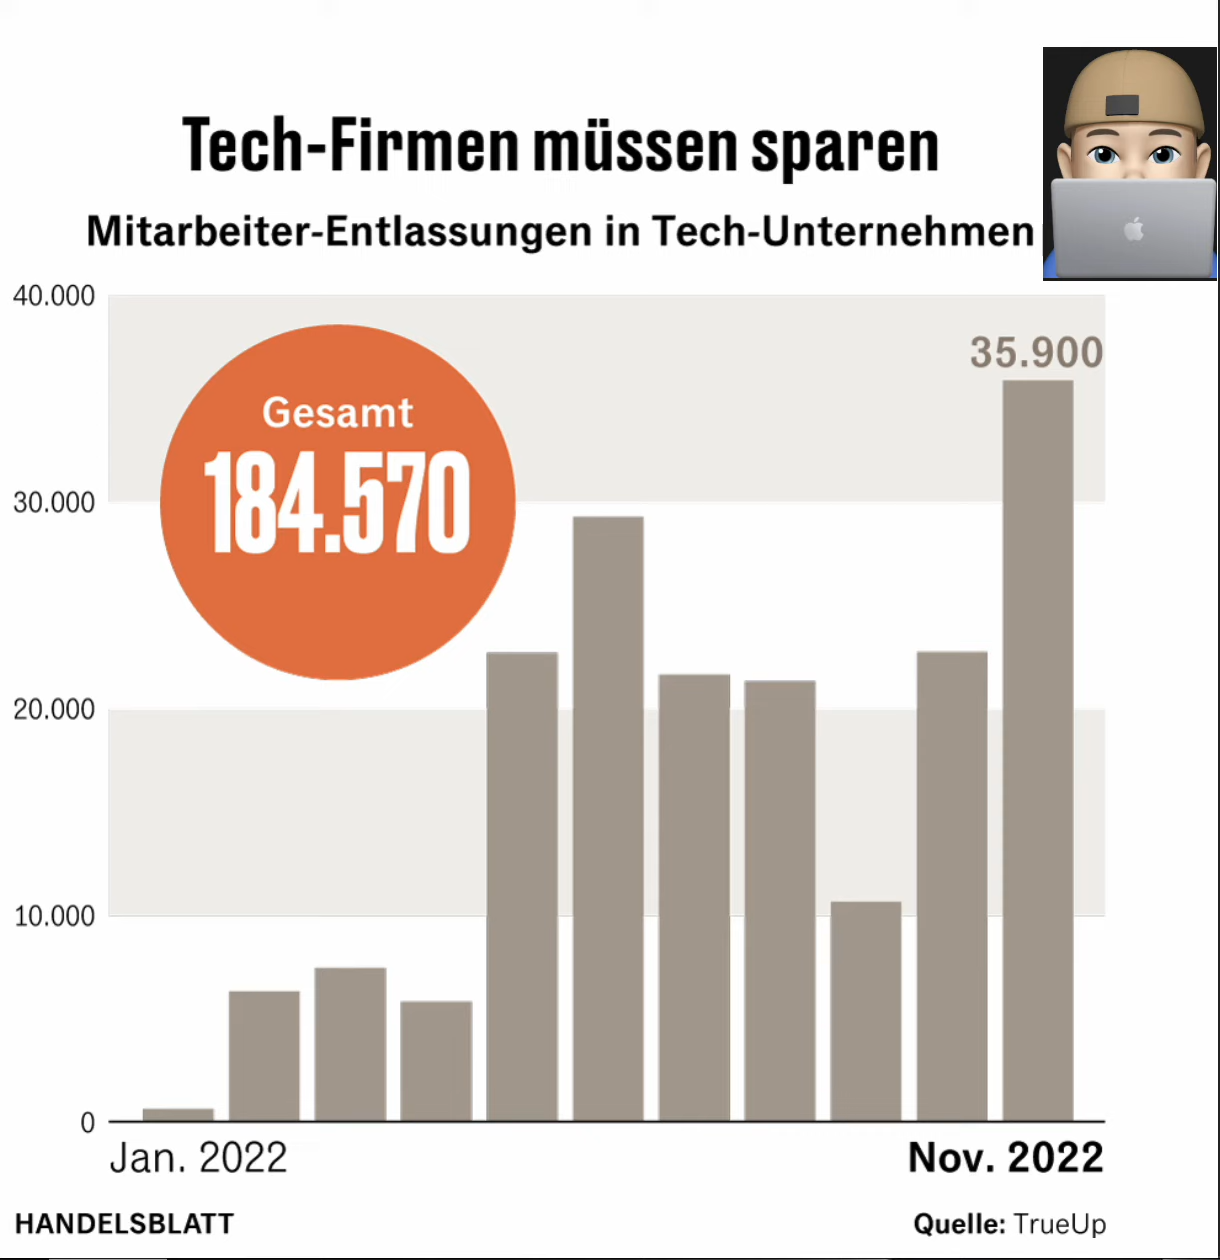 Tech-Firmen müssen sparen
Mitarbeiter-Entlassungen in Tech-Unternehmen
40.000
35.900
Gesamt
184.570
30.000
20.000
10.000
0
Jan. 2022
Nov. 2022
HANDELSBLATT
Quelle: TrueUp